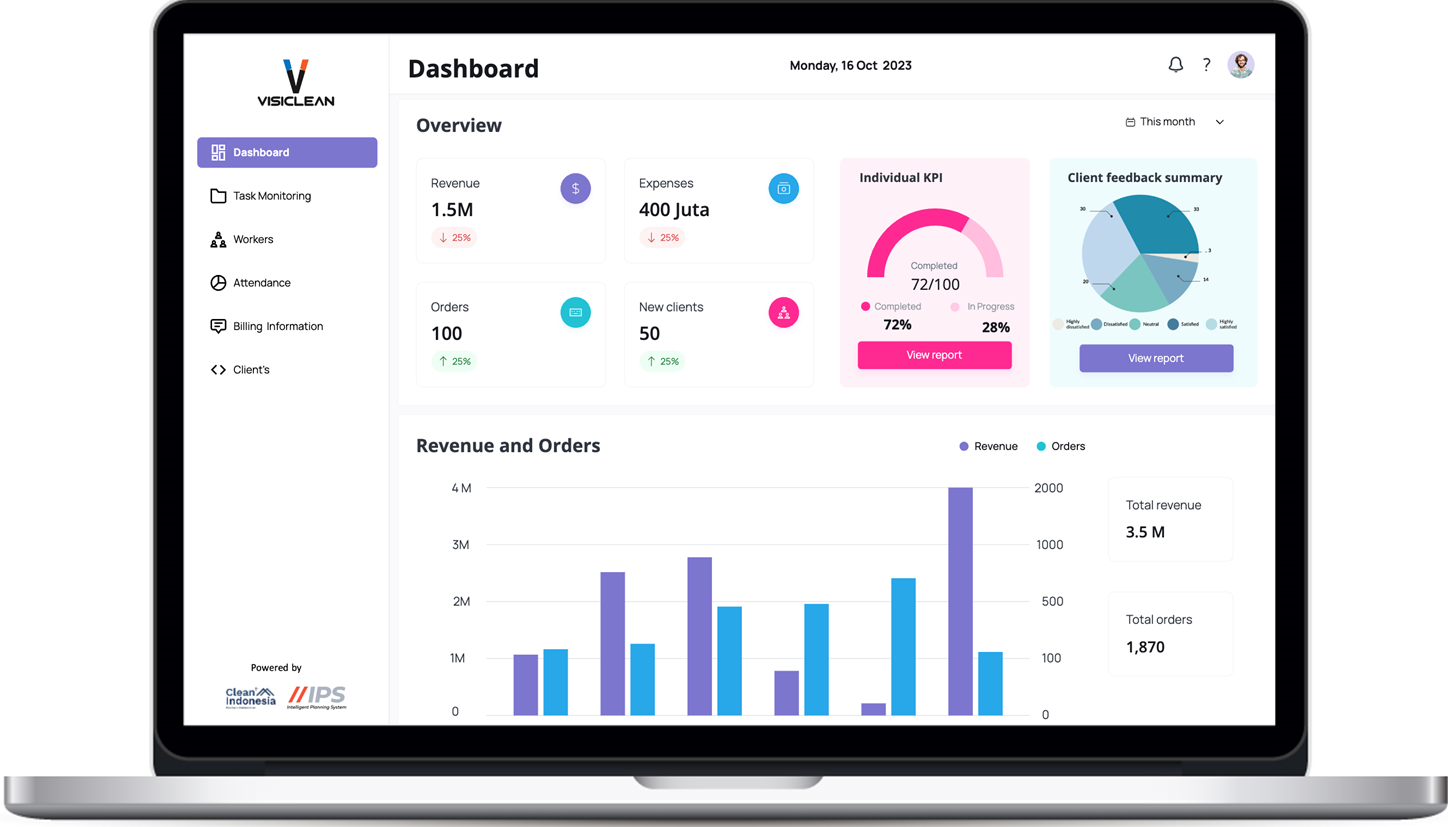 VISICLEAN
Dashboard
Task Monitoring
Workers
Attendance
Billing Information
Client's
Powered by
Clean
Indonesia
IPS
Intelligent Planning System
Dashboard
Monday, 16 Oct 2023
?
Overview
This month
Revenue
$
1.5M
↓ 25%
Expenses
400 Juta
↓ 25%
Orders
100
↑ 25%
New clients
50
↑ 25%
Individual KPI
Completed
72/100
Completed
In Progress
72%
28%
View report
Client feedback summary
30
33
3
14
20
Highly dissatisfied
Dissatisfied
Neutral
Satisfied
Highly satisfied
View report
Revenue and Orders
Revenue
Orders
4 M
3M
2M
1M
0
2000
1000
500
100
0
Total revenue
3.5 M
Total orders
1,870